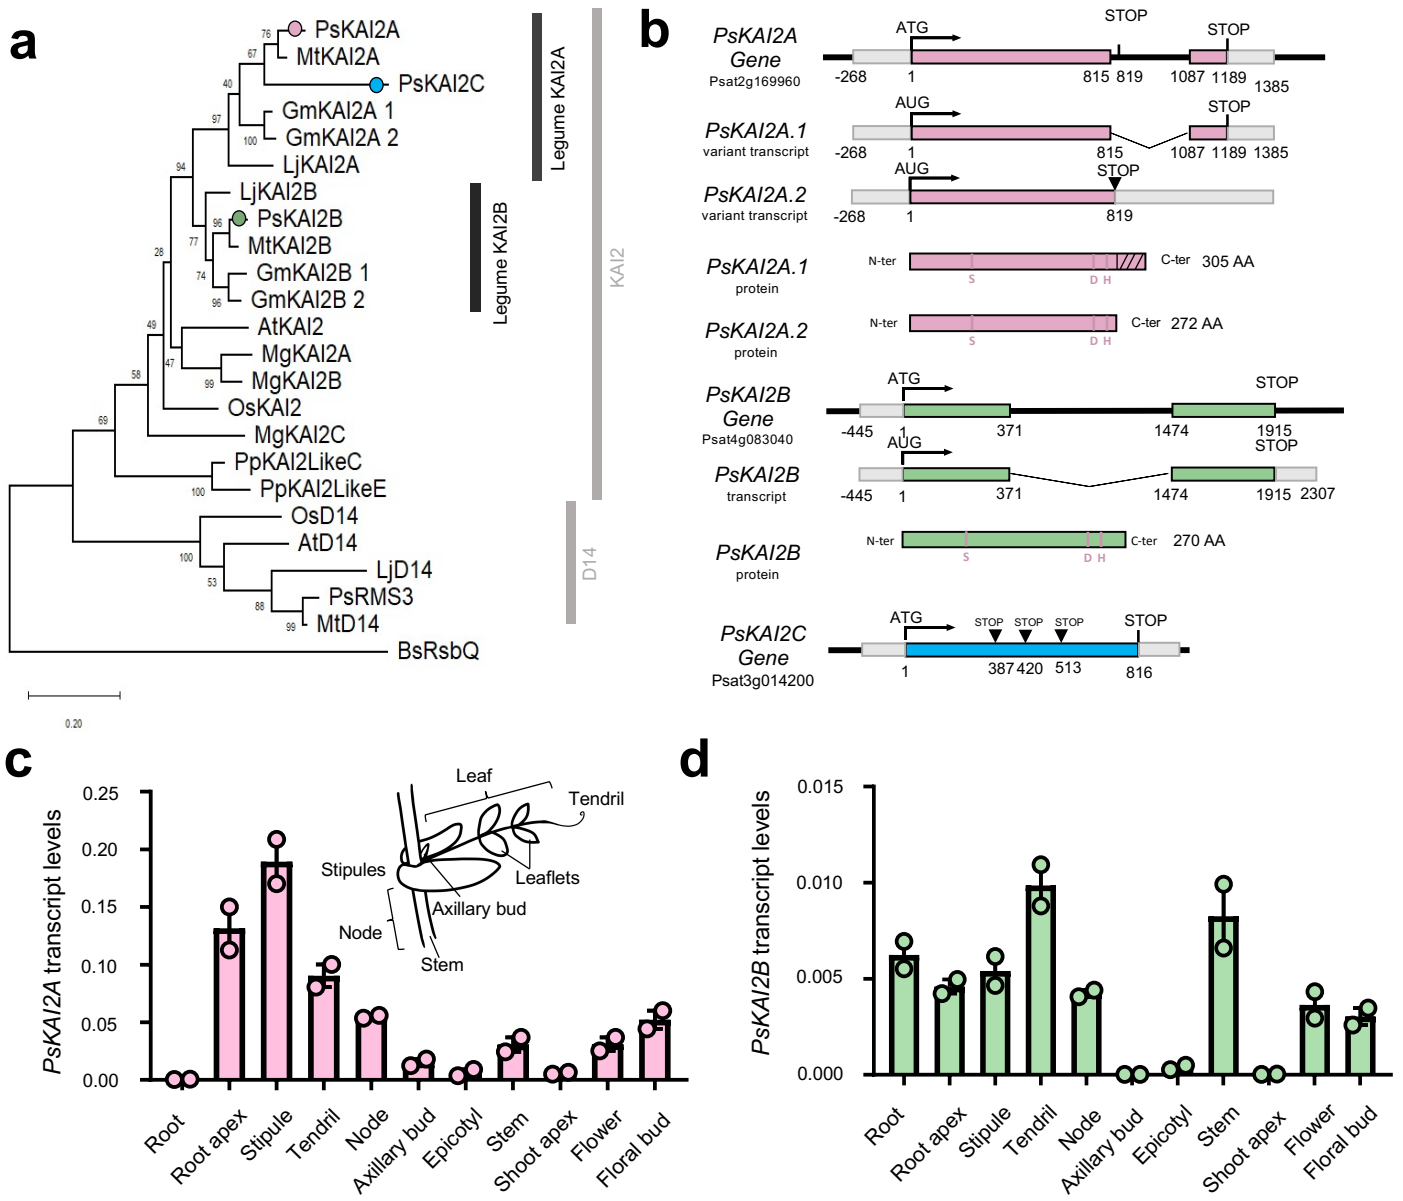 a
PsKAI2A
MtKAI2A
PsKAI2C
GmKAI2A 1
GmKAI2A 2
LjKAI2A
LjKAI2B
PsKAI2B
MtKAI2B
GmKAI2B 1
GmKAI2B 2
AtKAI2
MgKAI2A
MgKAI2B
OsKAI2
MgKAI2C
PpKAI2LikeC
PpKAI2LikeE
OsD14
AtD14
LjD14
PsRMS3
MtD14
BsRsbQ
76
67
40
97
100
94
96
77
74
96
28
49
47
99
58
69
100
100
53
88
99
0.20
Legume KAI2A
Legume KAI2B
KAI2
D14
b
PsKAI2A
Gene
Psat2g169960
ATG
STOP
STOP
-268
1
815
819
1087
1189
1385
PsKAI2A.1
variant transcript
AUG
STOP
-268
1
815
1087
1189
1385
PsKAI2A.2
variant transcript
AUG
STOP
-268
1
819
PsKAI2A.1
protein
N-ter
S
D
H
C-ter
305 AA
PsKAI2A.2
protein
N-ter
S
D
H
C-ter
272 AA
PsKAI2B
Gene
Psat4g083040
ATG
STOP
-445
1
371
1474
1915
PsKAI2B
transcript
AUG
STOP
-445
1
371
1474
1915
2307
PsKAI2B
protein
N-ter
S
D
H
C-ter
270 AA
PsKAI2C
Gene
Psat3g014200
ATG
STOP
STOP
STOP
STOP
1
387
420
513
816
c
PsKAI2A transcript levels
0.25
0.20
0.15
0.10
0.05
0.00
Root
Root apex
Stipule
Tendril
Node
Axillary bud
Epicotyl
Stem
Shoot apex
Flower
Floral bud
Leaf
Tendril
Stipules
Leaflets
Axillary bud
Node
Stem
d
PsKAI2B transcript levels
0.015
0.010
0.005
0.000
Root
Root apex
Stipule
Tendril
Node
Axillary bud
Epicotyl
Stem
Shoot apex
Flower
Floral bud